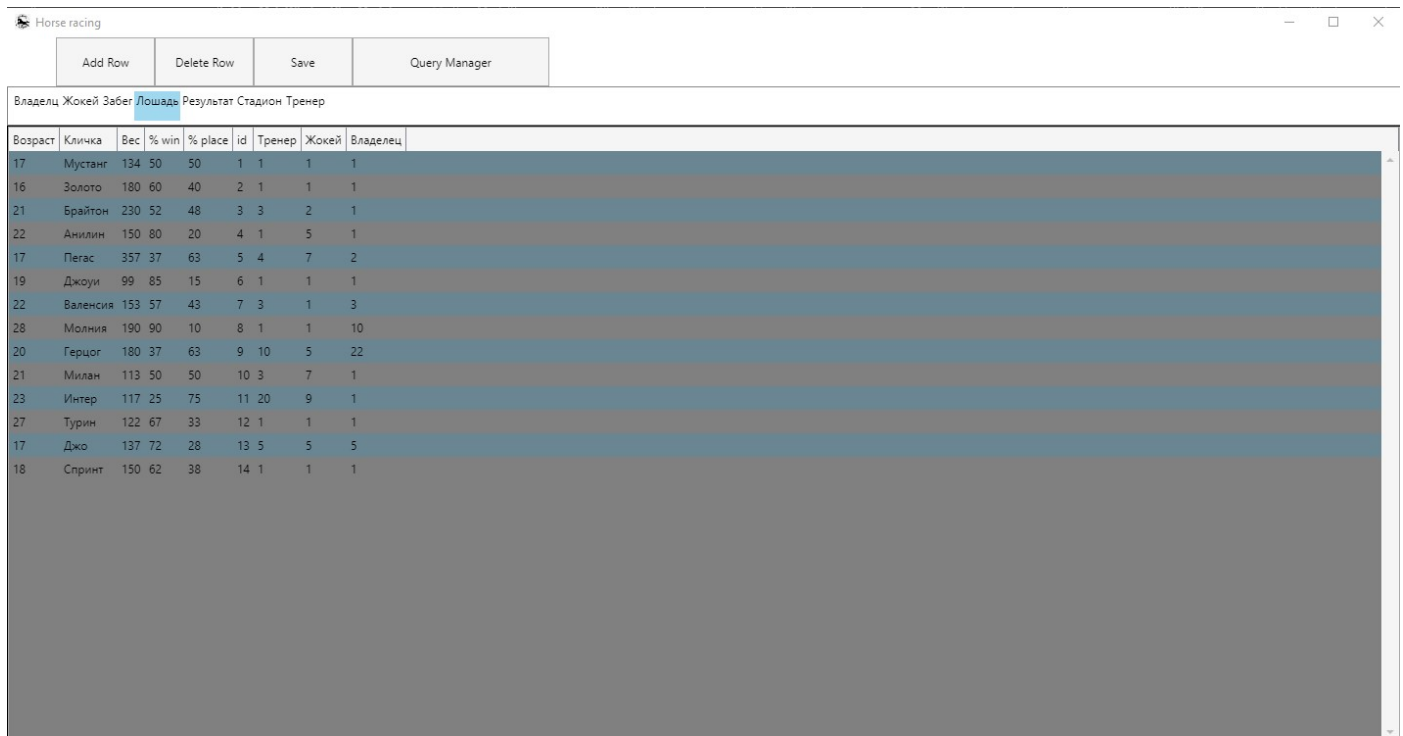 Horse racing
Add Row Delete Row Save Query Manager
Владелц Жокей Забег Лошадь Результат Стадион Тренер
Возраст Кличка Вес % win % place id Тренер Жокей Владелец
17 Мустанг 134 50 50 1 1 1 1
16 Золото 180 60 40 2 1 1 1
21 Брайтон 230 52 48 3 3 2 1
22 Анилин 150 80 20 4 1 5 1
17 Пегас 357 37 63 5 4 7 2
19 Джоуи 99 85 15 6 1 1 1
22 Валенсия 153 57 43 7 3 1 3
28 Молния 190 90 10 8 1 1 10
20 Герцог 180 37 63 9 10 5 22
21 Милан 113 50 50 10 3 7 1
23 Интер 117 25 75 11 20 9 1
27 Турин 122 67 33 12 1 1 1
17 Джо 137 72 28 13 5 5 5
18 Спринт 150 62 38 14 1 1 1